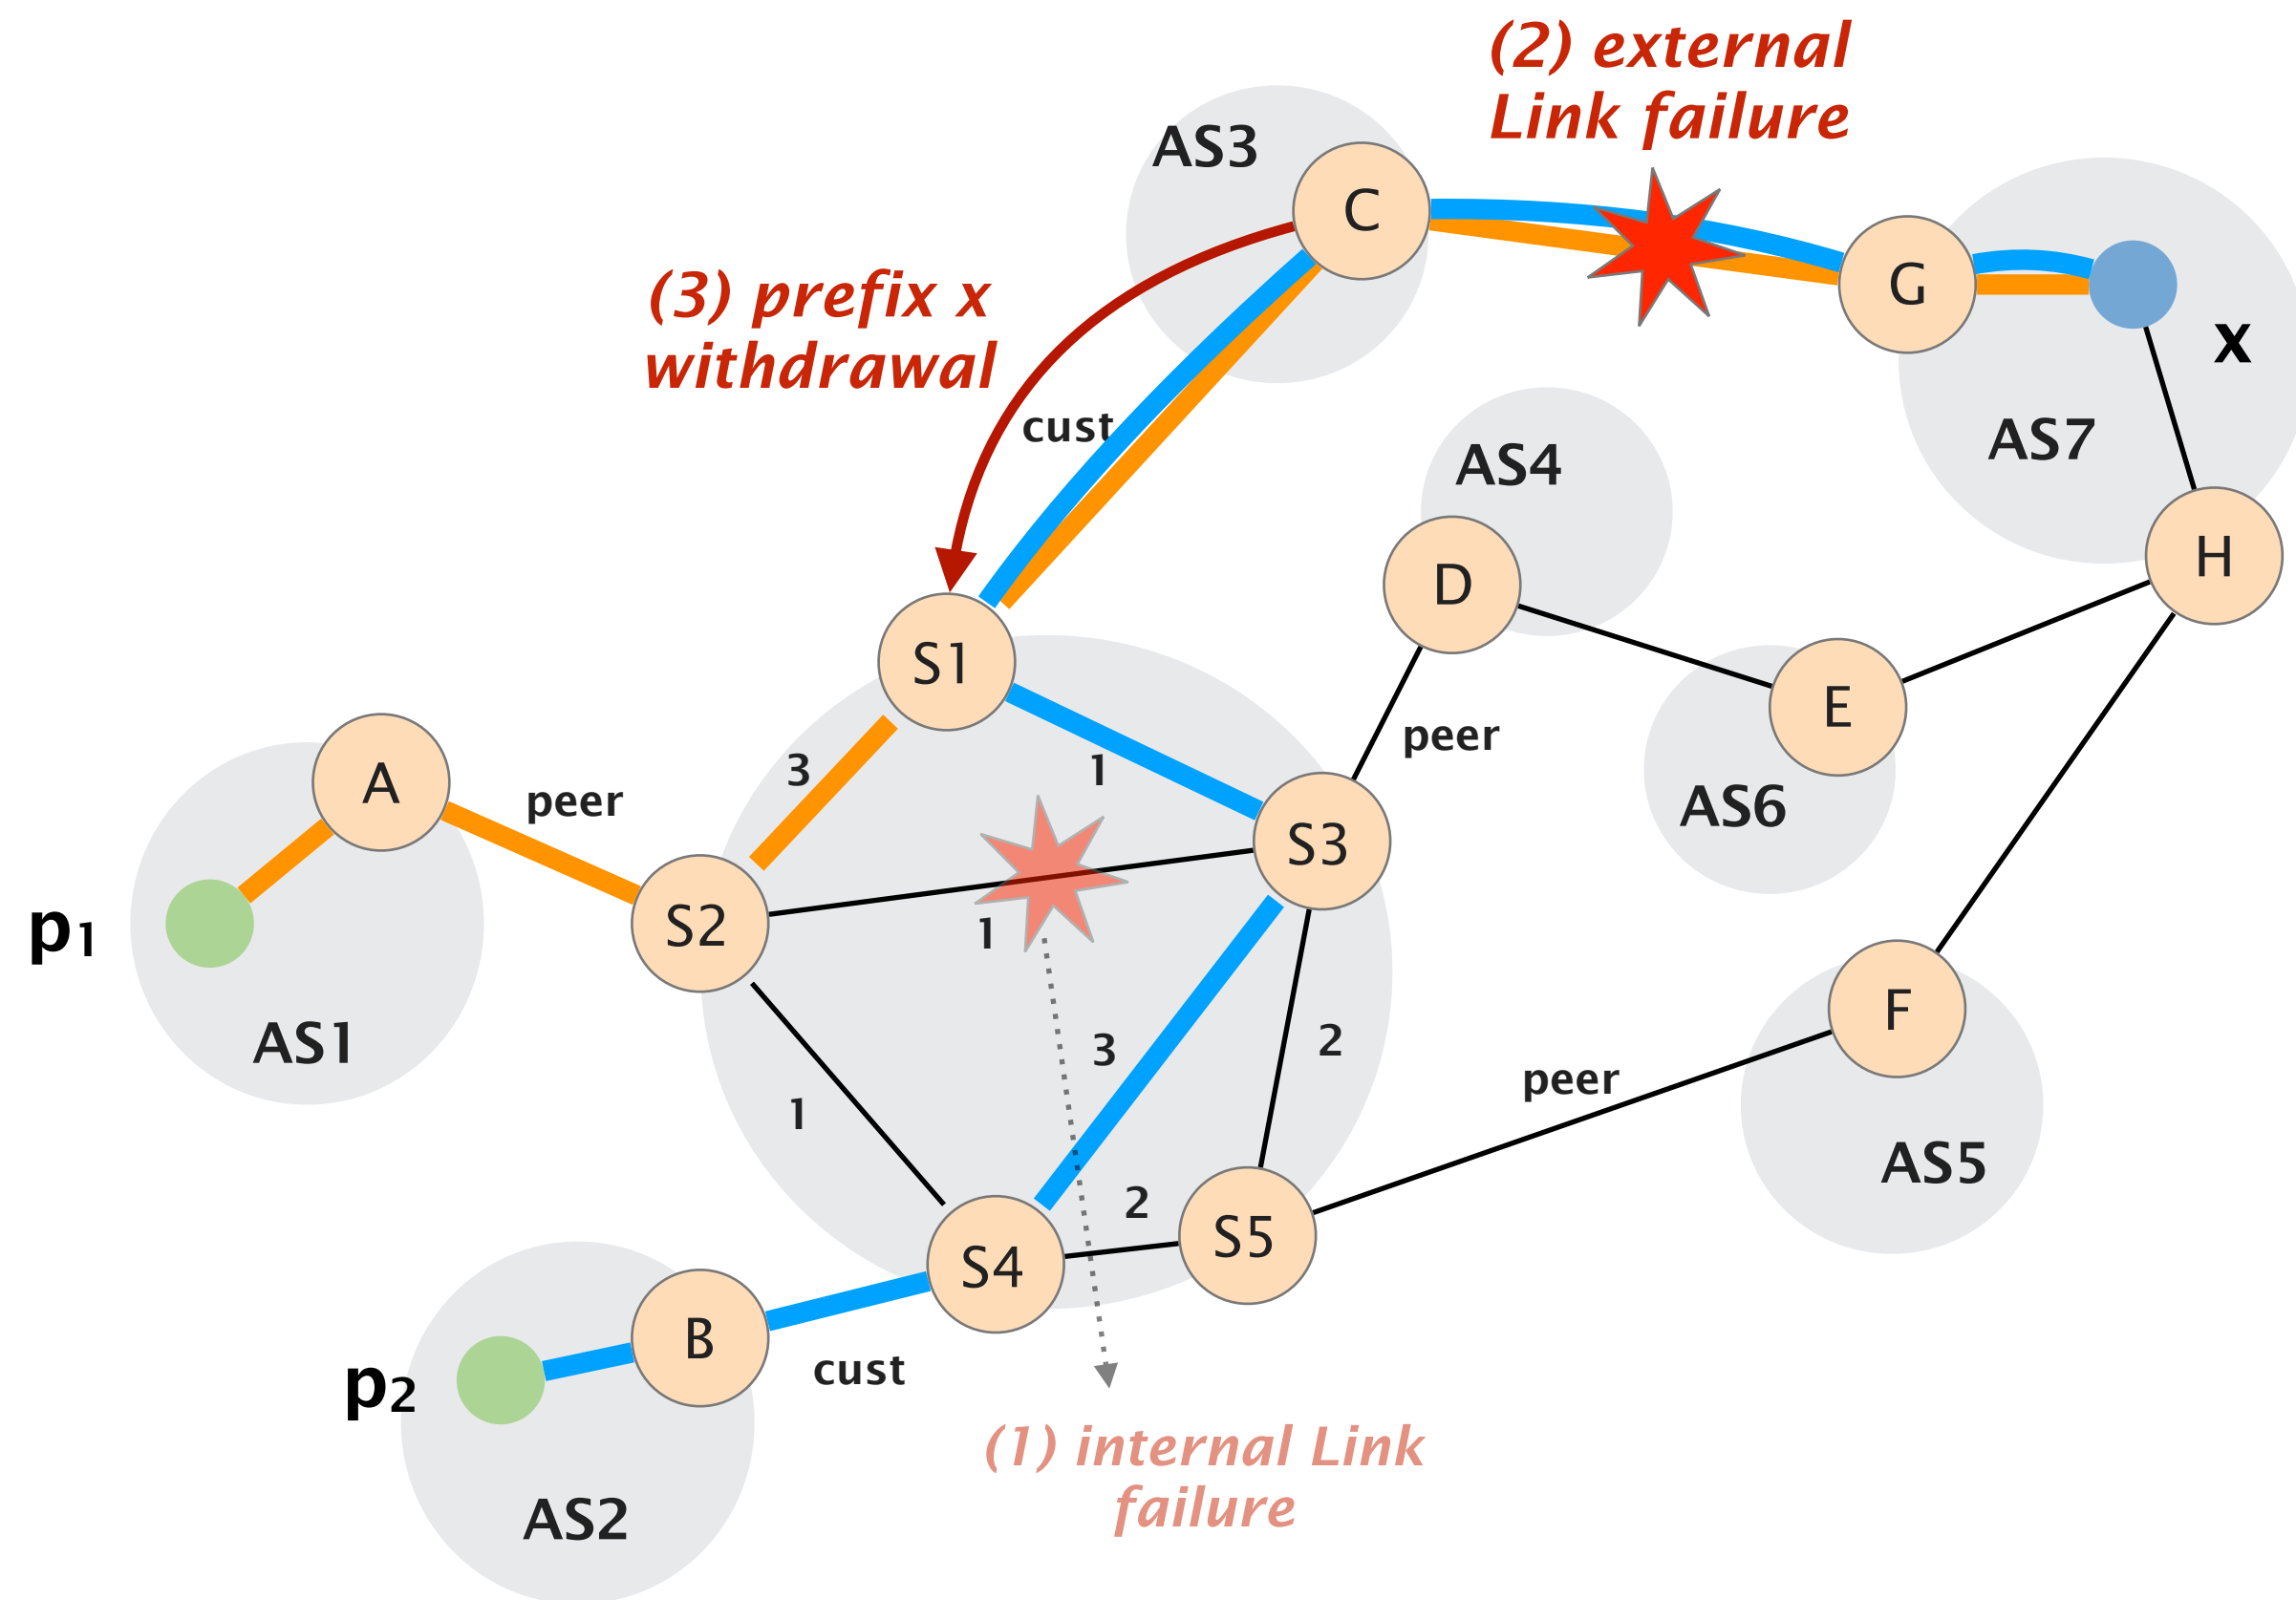 (2) external
Link failure
AS3
C
G
x
(3) prefix x
withdrawal
cust
AS4
AS7
D
H
S1
E
peer
A
peer
3
1
AS6
S3
S2
p1
1
F
AS1
3
2
peer
1
AS5
2
S4
S5
B
cust
p2
(1) internal Link
failure
AS2